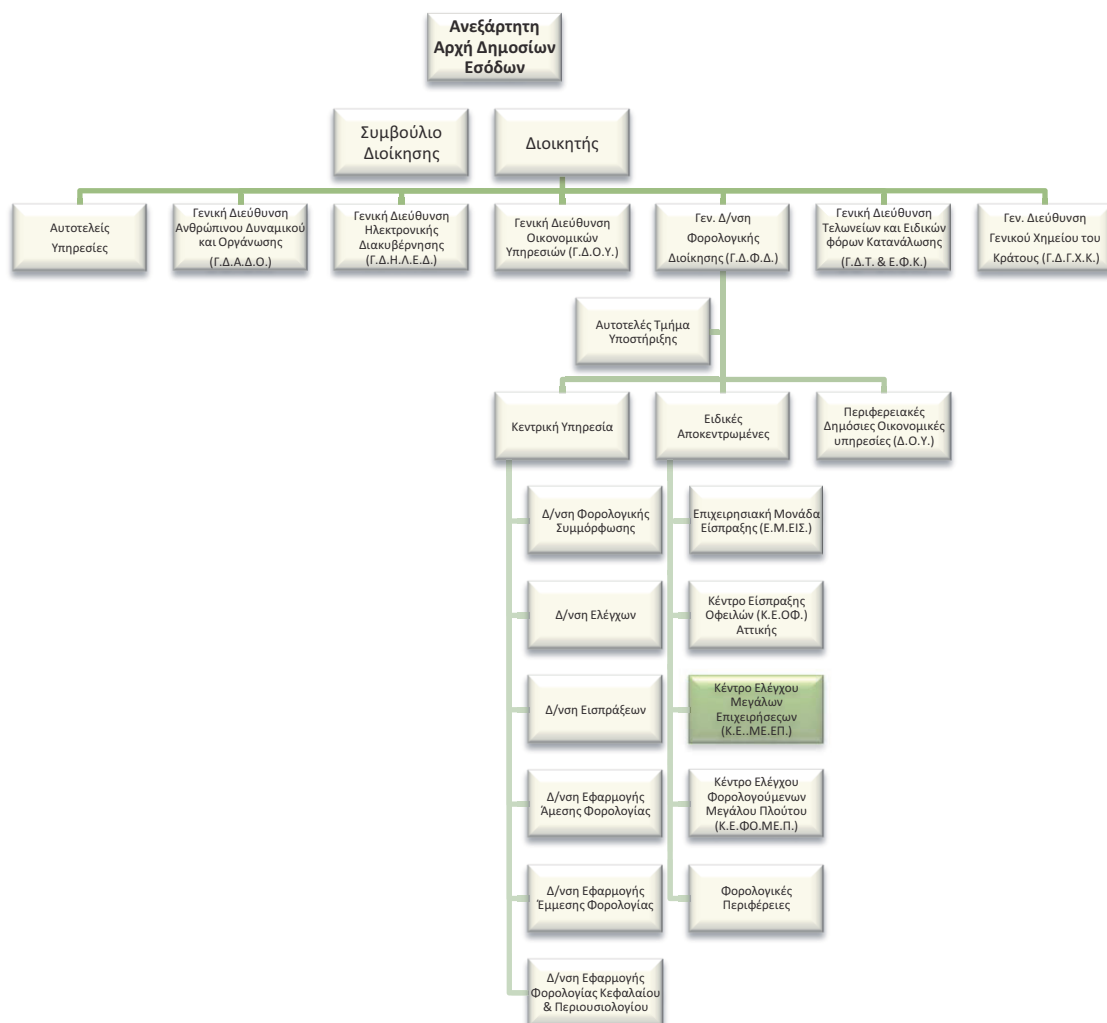 Ανεξάρτητη
Αρχή Δημοσίων
Εσόδων
Συμβούλιο
Διοίκησης
Διοικητής
Αυτοτελείς
Υπηρεσίες
Γενική Διεύθυνση
Ανθρώπινου Δυναμικού
και Οργάνωσης
(Γ.Δ.Α.Δ.Ο.)
Γενική Διεύθυνση
Ηλεκτρονικής
Διακυβέρνησης
(Γ.Δ.Η.Λ.Ε.Δ.)
Γενική Διεύθυνση
Οικονομικών
Υπηρεσιών (Γ.Δ.Ο.Υ.)
Γεν. Δ/νση
Φορολογικής
Διοίκησης (Γ.Δ.Φ.Δ.)
Γενική Διεύθυνση
Τελωνείων και Ειδικών
φόρων Κατανάλωσης
(Γ.Δ.Τ. & Ε.Φ.Κ.)
Γεν. Διεύθυνση
Γενικού Χημείου του
Κράτους (Γ.Δ.Γ.Χ.Κ.)
Αυτοτελές Τμήμα
Υποστήριξης
Κεντρική Υπηρεσία
Ειδικές
Αποκεντρωμένες
Περιφερειακές
Δημόσιες Οικονομικές
υπηρεσίες (Δ.Ο.Υ.)
Δ/νση Φορολογικής
Συμμόρφωσης
Δ/νση Ελέγχων
Δ/νση Εισπράξεων
Δ/νση Εφαρμογής
Άμεσης Φορολογίας
Δ/νση Εφαρμογής
Έμμεσης Φορολογίας
Δ/νση Εφαρμογής
Φορολογίας Κεφαλαίου
& Περιουσιολογίου
Επιχειρησιακή Μονάδα
Είσπραξης (Ε.Μ.ΕΙΣ.)
Κέντρο Είσπραξης
Οφειλών (Κ.Ε.ΟΦ.)
Αττικής
Κέντρο Ελέγχου
Μεγάλων
Επιχειρήσεςων
(Κ.Ε..ΜΕ.ΕΠ.)
Κέντρο Ελέγχου
Φορολογούμενων
Μεγάλου Πλούτου
(Κ.Ε.ΦΟ.ΜΕ.Π.)
Φορολογικές
Περιφέρειες